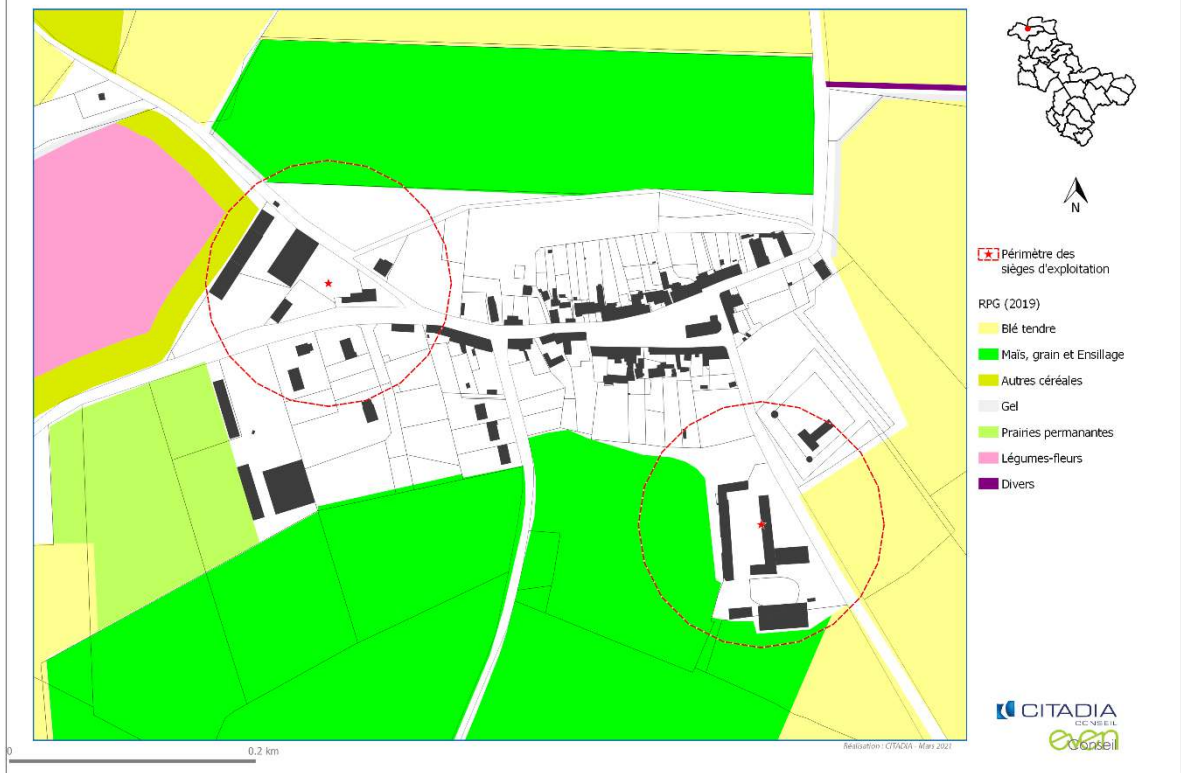 N
Périmètre des
sièges d'exploitation
RPG (2019)
Blé tendre
Maïs, grain et Ensillage
Autres céréales
Gel
Prairies permanantes
Légumes-fleurs
Divers
CITADIA
CONSEIL
even
Conseil
0
0.2 km
Réalisation : CITADIA - Mars 2021